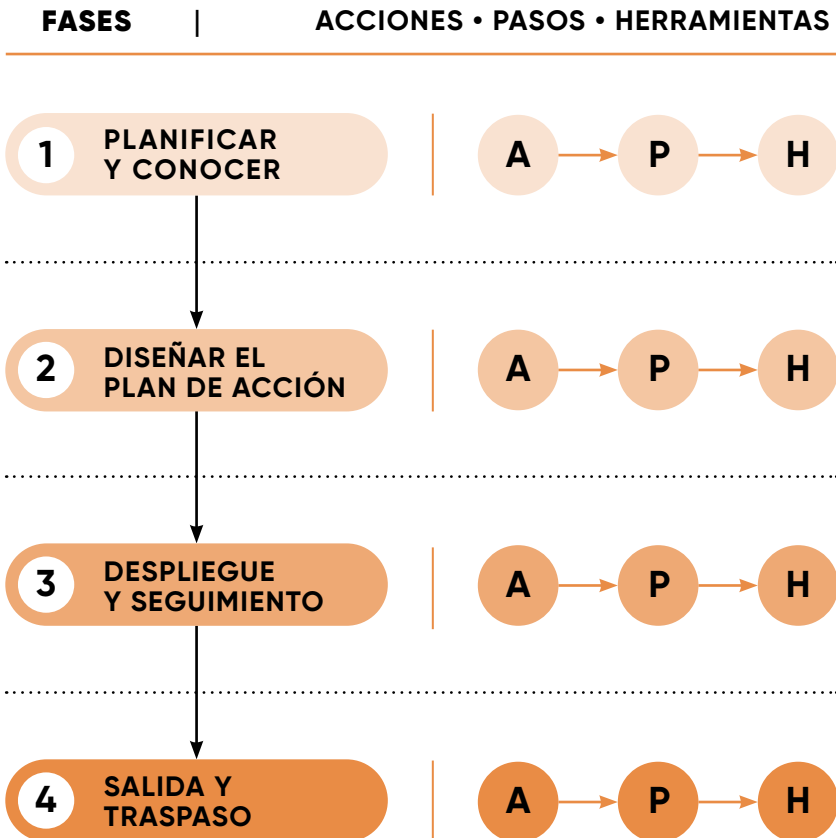 FASES | ACCIONES • PASOS • HERRAMIENTAS
1 PLANIFICAR
Y CONOCER
A P H
2 DISEÑAR EL
PLAN DE ACCIÓN
A P H
3 DESPLIEGUE
Y SEGUIMIENTO
A P H
4 SALIDA Y
TRASPASO
A P H